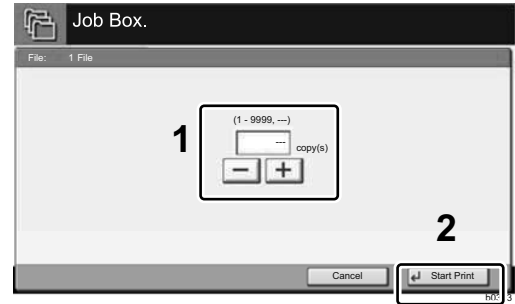 Job Box.
File: 1 File
1
(1 - 9999, ---)
--- copy(s)
− +
2
Cancel
Start Print